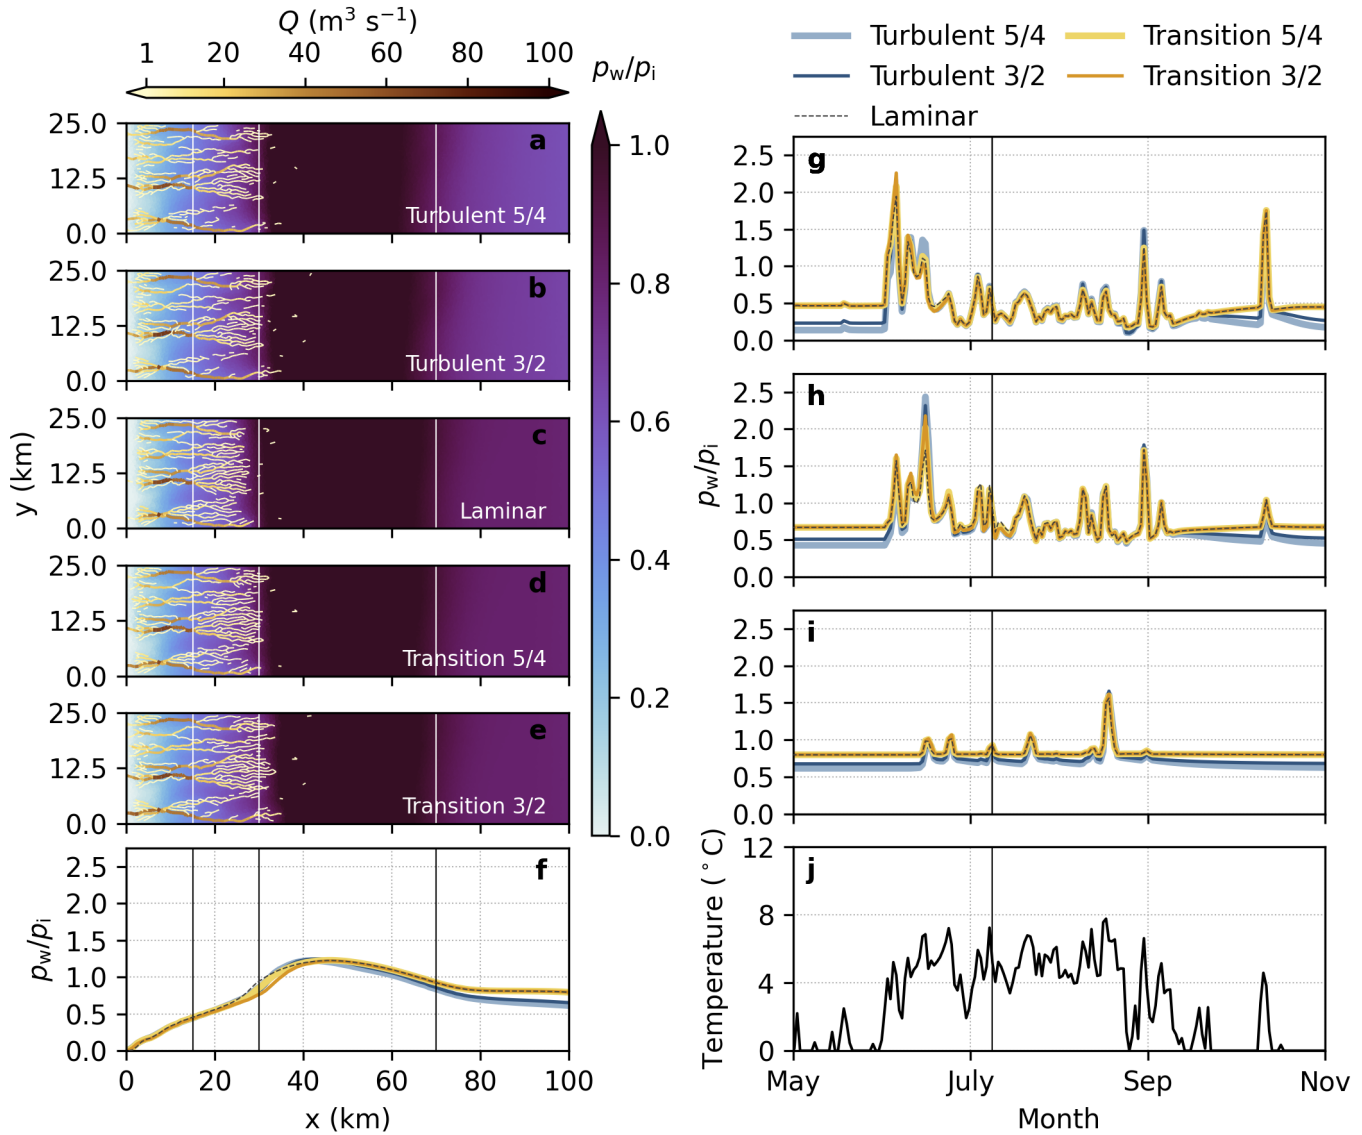 Q (m³ s⁻¹)
1 20 40 60 80 100
p_w/p_i
25.0
12.5
0.0
a
Turbulent 5/4
25.0
12.5
0.0
b
Turbulent 3/2
25.0
12.5
0.0
c
Laminar
25.0
12.5
0.0
d
Transition 5/4
25.0
12.5
0.0
e
Transition 3/2
y (km)
1.0
0.8
0.6
0.4
0.2
0.0
f
p_w/p_i
2.5
2.0
1.5
1.0
0.5
0.0
0 20 40 60 80 100
x (km)
Turbulent 5/4
Turbulent 3/2
Laminar
Transition 5/4
Transition 3/2
g
2.5
2.0
1.5
1.0
0.5
0.0
h
p_w/p_i
2.5
2.0
1.5
1.0
0.5
0.0
i
2.5
2.0
1.5
1.0
0.5
0.0
j
Temperature (°C)
12
8
4
0
May July Sep Nov
Month